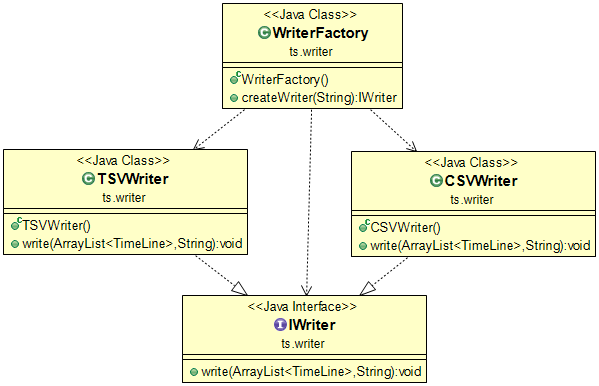 <<Java Class>>
WriterFactory
ts.writer
WriterFactory()
createWriter(String):IWriter
<<Java Class>>
TSVWriter
ts.writer
TSVWriter()
write(ArrayList<TimeLine>,String):void
<<Java Class>>
CSVWriter
ts.writer
CSVWriter()
write(ArrayList<TimeLine>,String):void
<<Java Interface>>
IWriter
ts.writer
write(ArrayList<TimeLine>,String):void